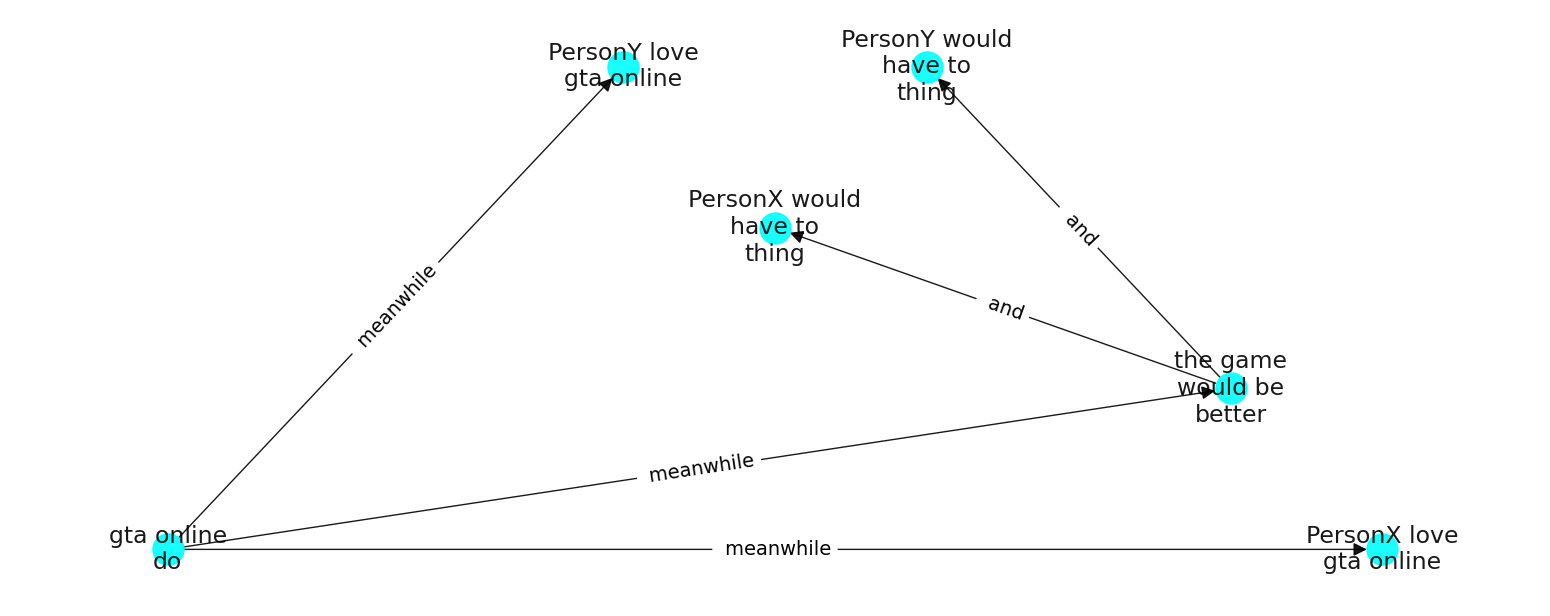 PersonY love
gta online
PersonY would
have to
thing
PersonX would
have to
thing
and
meanwhile
and
the game
would be
better
meanwhile
gta online
do
meanwhile
PersonX love
gta online